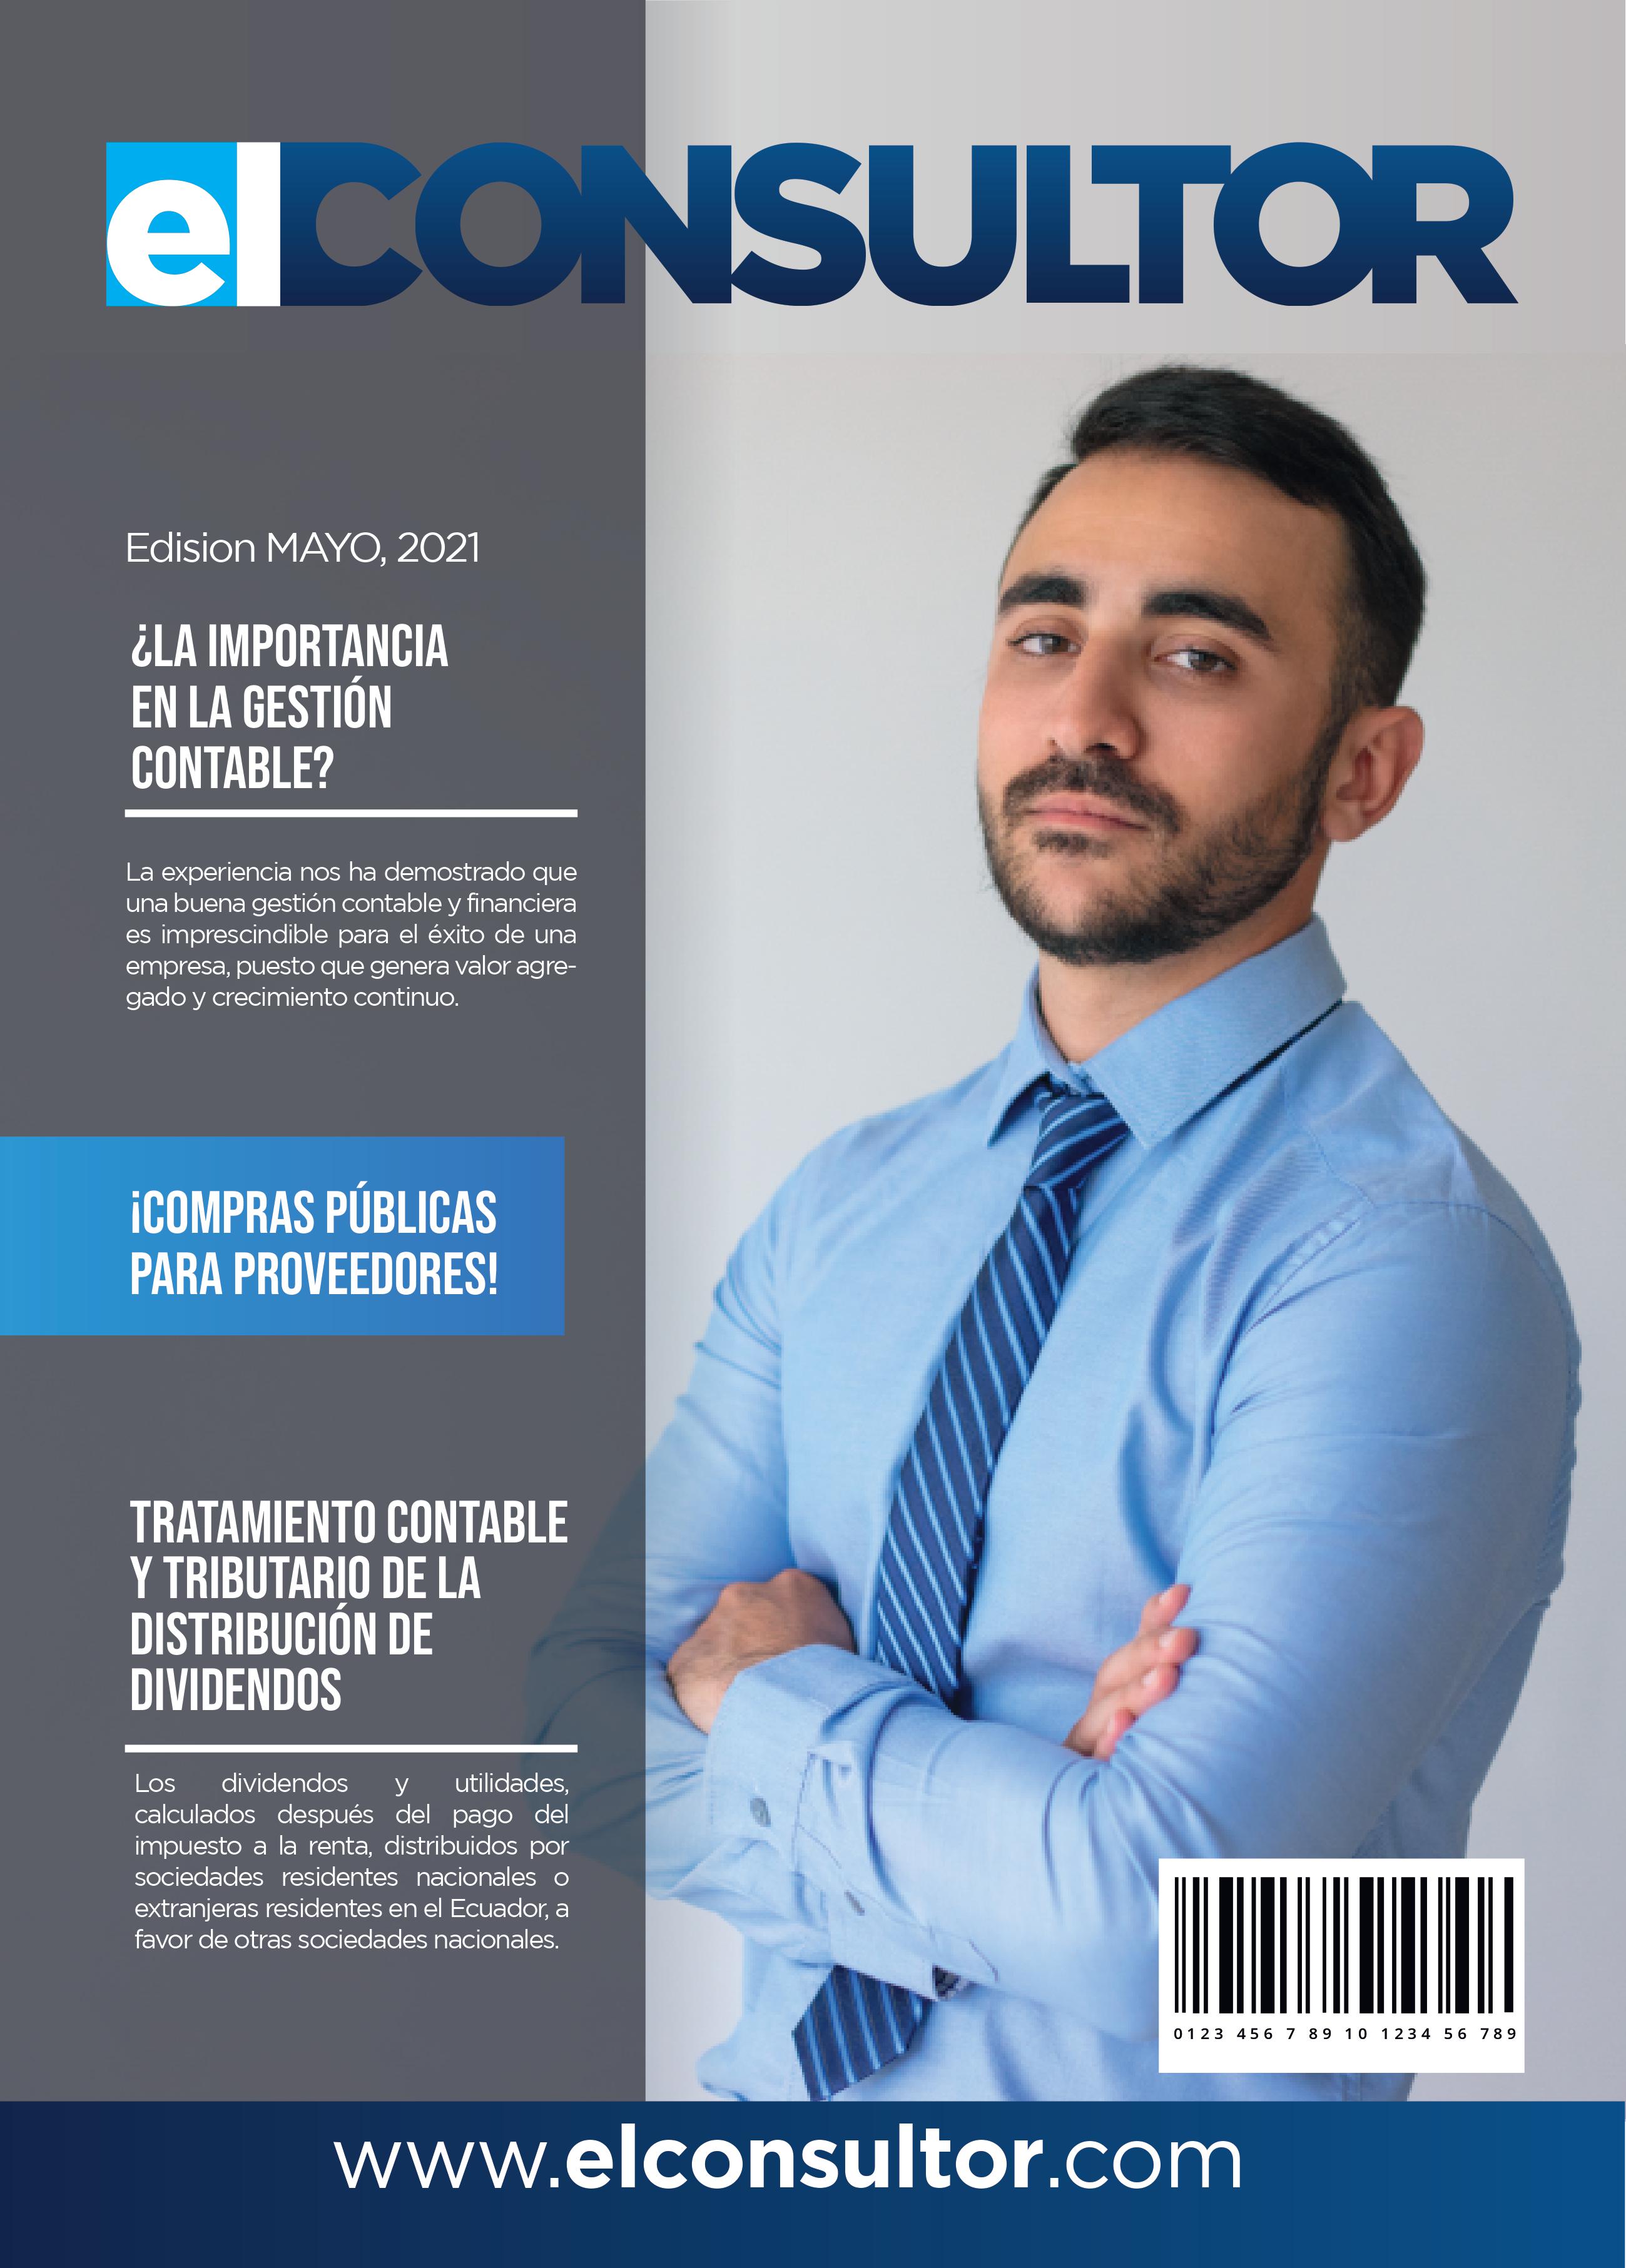 elCONSULTOR
Edision MAYO, 2021
¿LA IMPORTANCIA
EN LA GESTIÓN
CONTABLE?
La experiencia nos ha demostrado que
una buena gestión contable y financiera
es imprescindible para el éxito de una
empresa, puesto que genera valor agre-
gado y crecimiento continuo.
¡COMPRAS PÚBLICAS
PARA PROVEEDORES!
TRATAMIENTO CONTABLE
Y TRIBUTARIO DE LA
DISTRIBUCIÓN DE
DIVIDENDOS
Los dividendos y utilidades,
calculados después del pago del
impuesto a la renta, distribuidos por
sociedades residentes nacionales o
extranjeras residentes en el Ecuador, a
favor de otras sociedades nacionales.
0123 456 7 89 10 1234 56 789
www.elconsultor.com